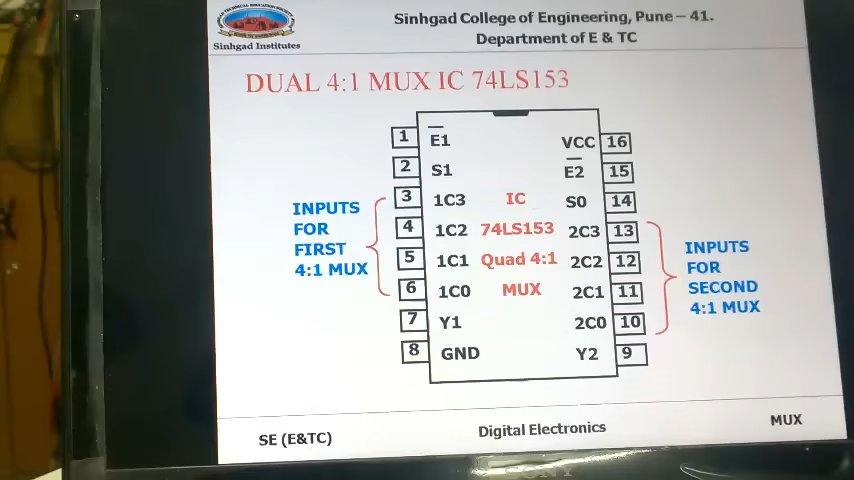 Sinhgad Institutes
Sinhgad College of Engineering, Pune – 41.
Department of E & TC
DUAL 4:1 MUX IC 74LS153
1 E1
2 S1
3 1C3
4 1C2
5 1C1
6 1C0
7 Y1
8 GND
VCC 16
E2 15
S0 14
2C3 13
2C2 12
2C1 11
2C0 10
Y2 9
IC
74LS153
Quad 4:1
MUX
INPUTS
FOR
FIRST
4:1 MUX
INPUTS
FOR
SECOND
4:1 MUX
SE (E&TC)
Digital Electronics
MUX
SONY